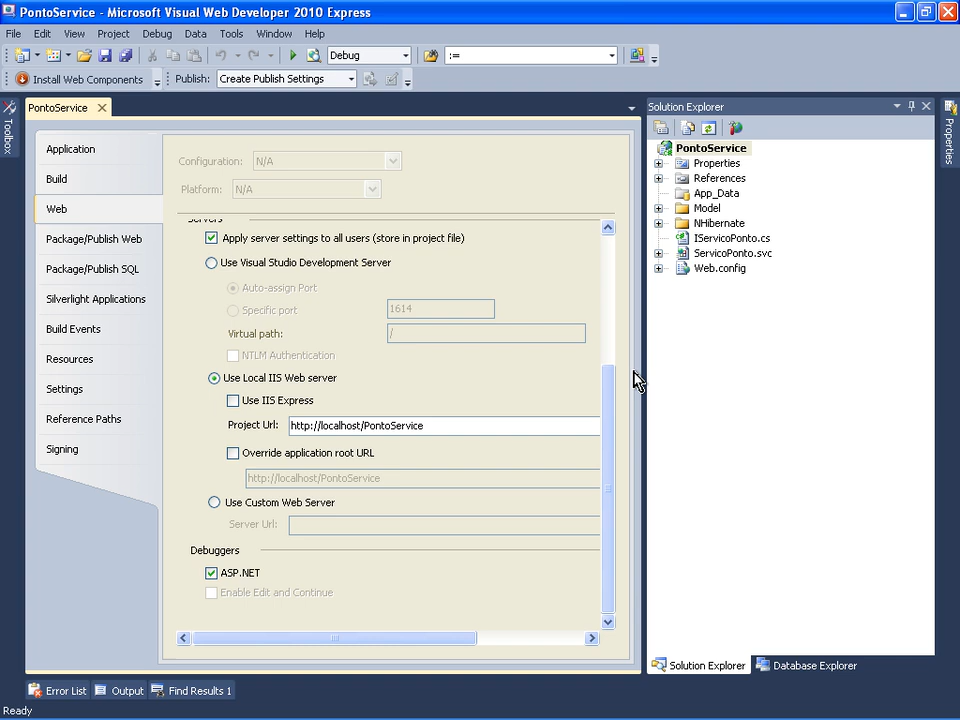 PontoService - Microsoft Visual Web Developer 2010 Express
File Edit View Project Debug Data Tools Window Help
Debug :=
Install Web Components Publish: Create Publish Settings
Toolbox
PontoService
Application
Build
Web
Package/Publish Web
Package/Publish SQL
Silverlight Applications
Build Events
Resources
Settings
Reference Paths
Signing
Configuration: N/A
Platform: N/A
Servers
Apply server settings to all users (store in project file)
Use Visual Studio Development Server
Auto-assign Port
Specific port 1614
Virtual path: /
NTLM Authentication
Use Local IIS Web server
Use IIS Express
Project Url: http://localhost/PontoService
Override application root URL
http://localhost/PontoService
Use Custom Web Server
Server Url:
Debuggers
ASP.NET
Enable Edit and Continue
Solution Explorer
PontoService
Properties
References
App_Data
Model
NHibernate
IServicoPonto.cs
ServicoPonto.svc
Web.config
Solution Explorer Database Explorer
Properties
Error List Output Find Results 1
Ready